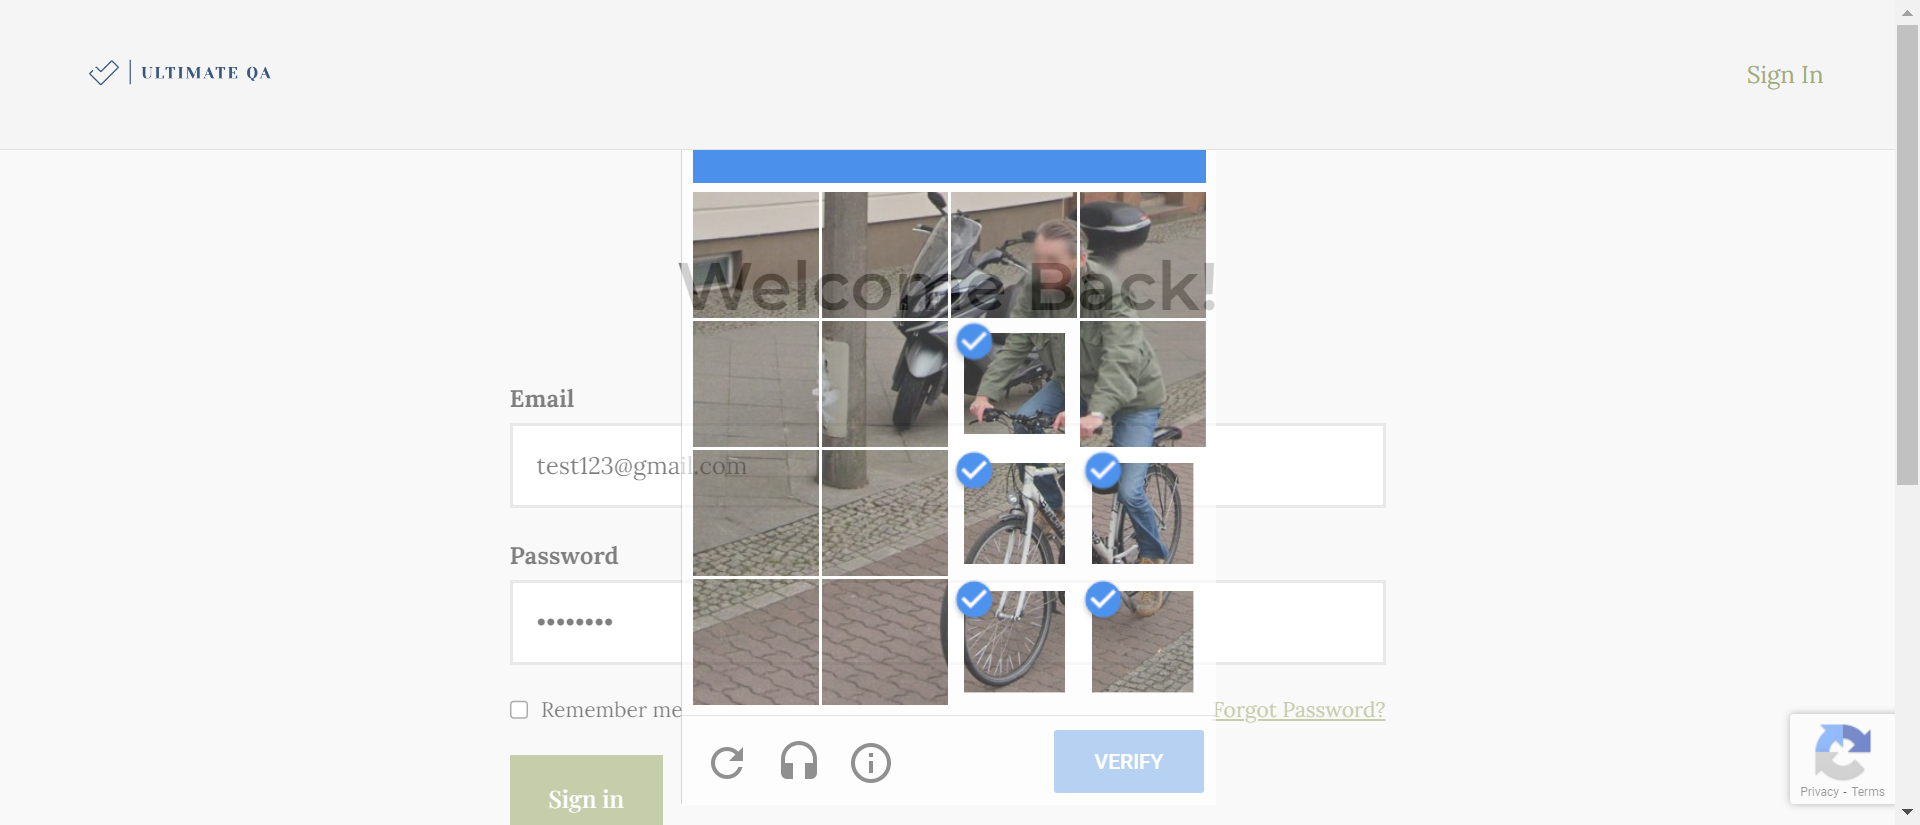 ULTIMATE QA
Sign In
Welcome Back!
Email
test123@gmail.com
Password
Remember me
Forgot Password?
VERIFY
Sign in
Privacy - Terms